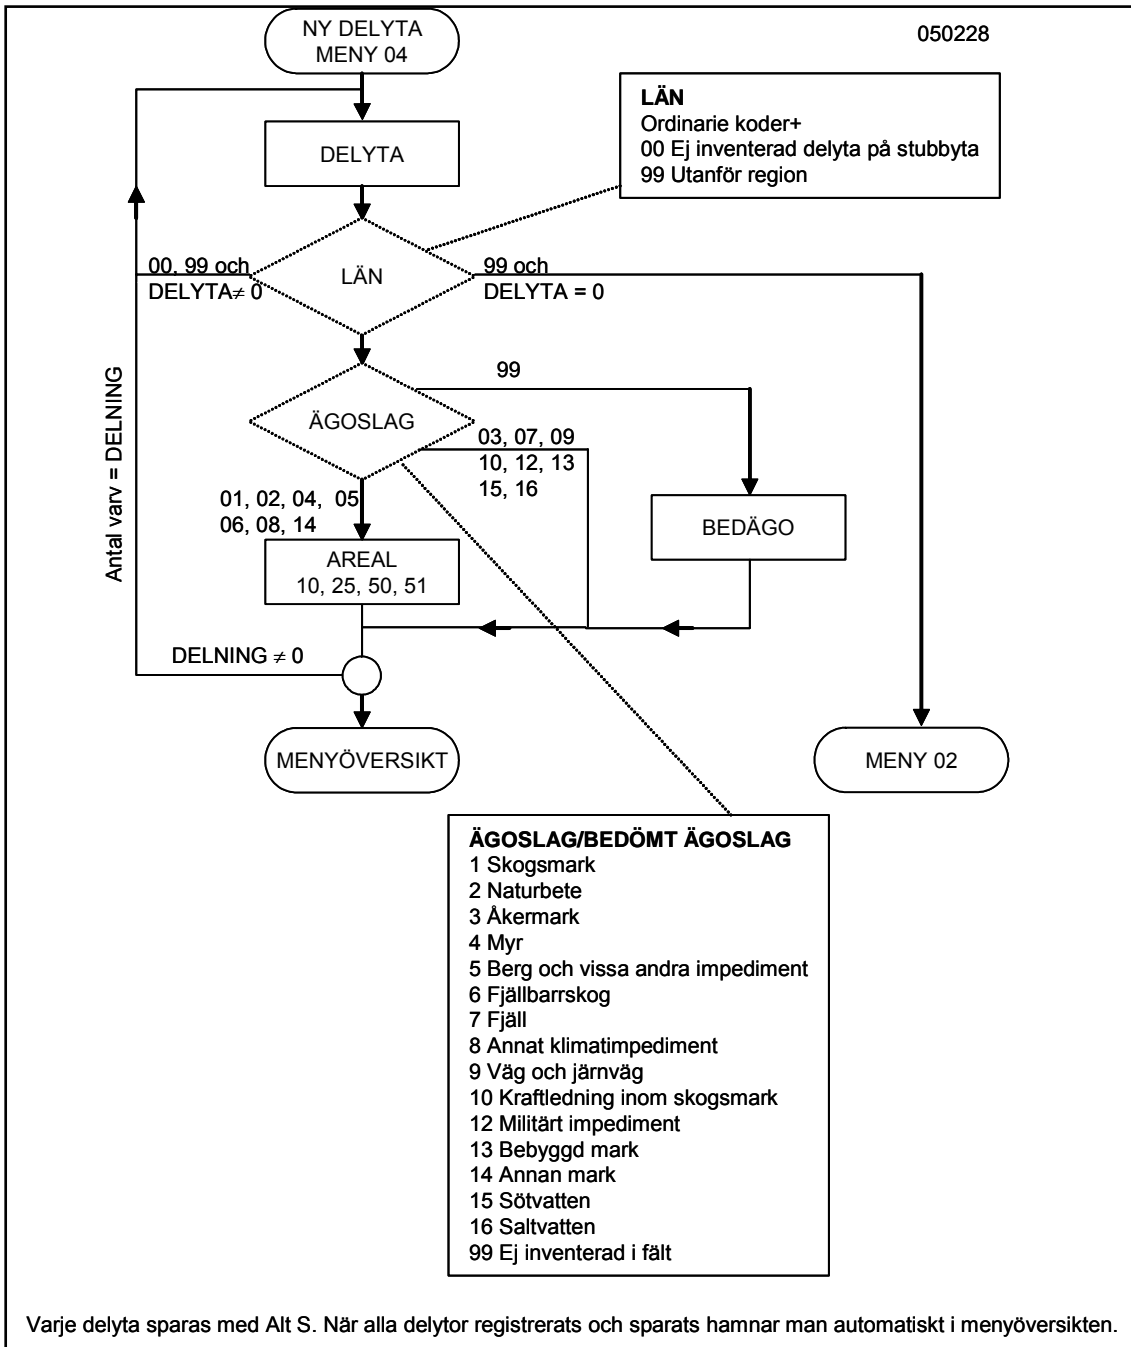 NY DELYTA
MENY 04
050228
LÄN
Ordinarie koder+
00 Ej inventerad delyta på stubbyta
99 Utanför region
DELYTA
00, 99 och
DELYTA≠ 0
LÄN
99 och
DELYTA = 0
99
ÄGOSLAG
03, 07, 09
10, 12, 13
15, 16
Antal varv = DELNING
01, 02, 04, 05
06, 08, 14
BEDÄGO
AREAL
10, 25, 50, 51
DELNING ≠ 0
MENYÖVERSIKT
MENY 02
ÄGOSLAG/BEDÖMT ÄGOSLAG
1 Skogsmark
2 Naturbete
3 Åkermark
4 Myr
5 Berg och vissa andra impediment
6 Fjällbarrskog
7 Fjäll
8 Annat klimatimpediment
9 Väg och järnväg
10 Kraftledning inom skogsmark
12 Militärt impediment
13 Bebyggd mark
14 Annan mark
15 Sötvatten
16 Saltvatten
99 Ej inventerad i fält
Varje delyta sparas med Alt S. När alla delytor registrerats och sparats hamnar man automatiskt i menyöversikten.